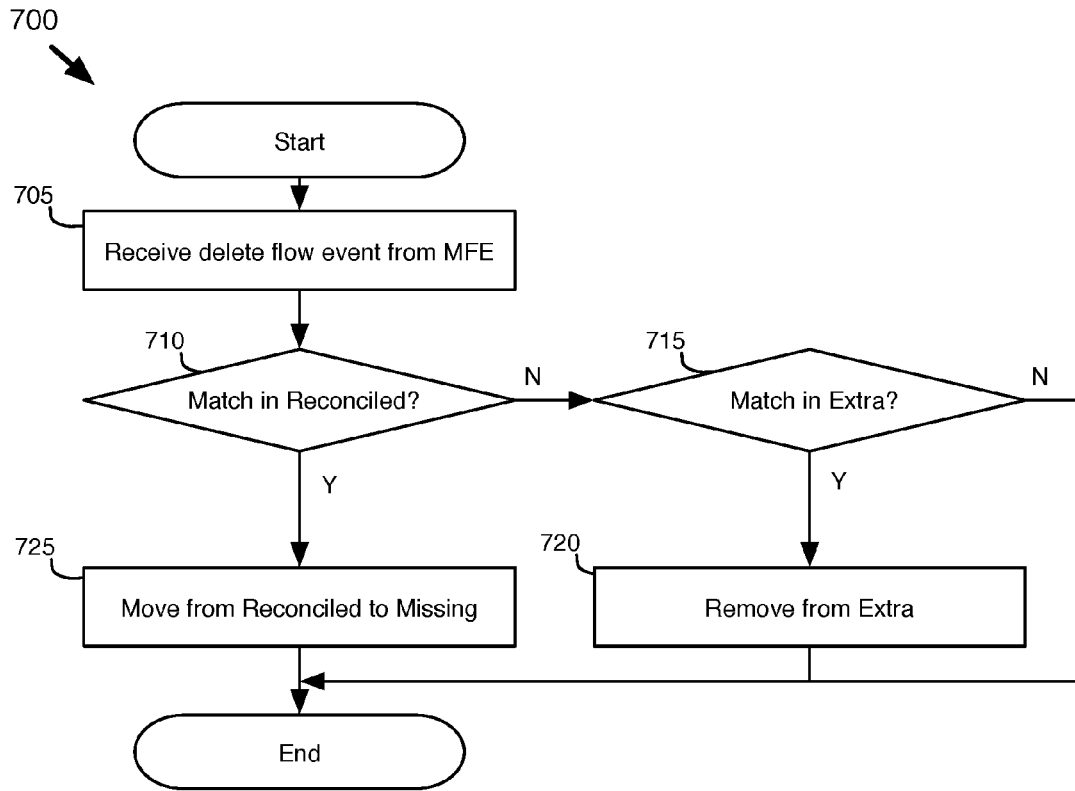 700
Start
705
Receive delete flow event from MFE
710
Match in Reconciled?
N
715
Match in Extra?
N
Y
Y
725
Move from Reconciled to Missing
720
Remove from Extra
End